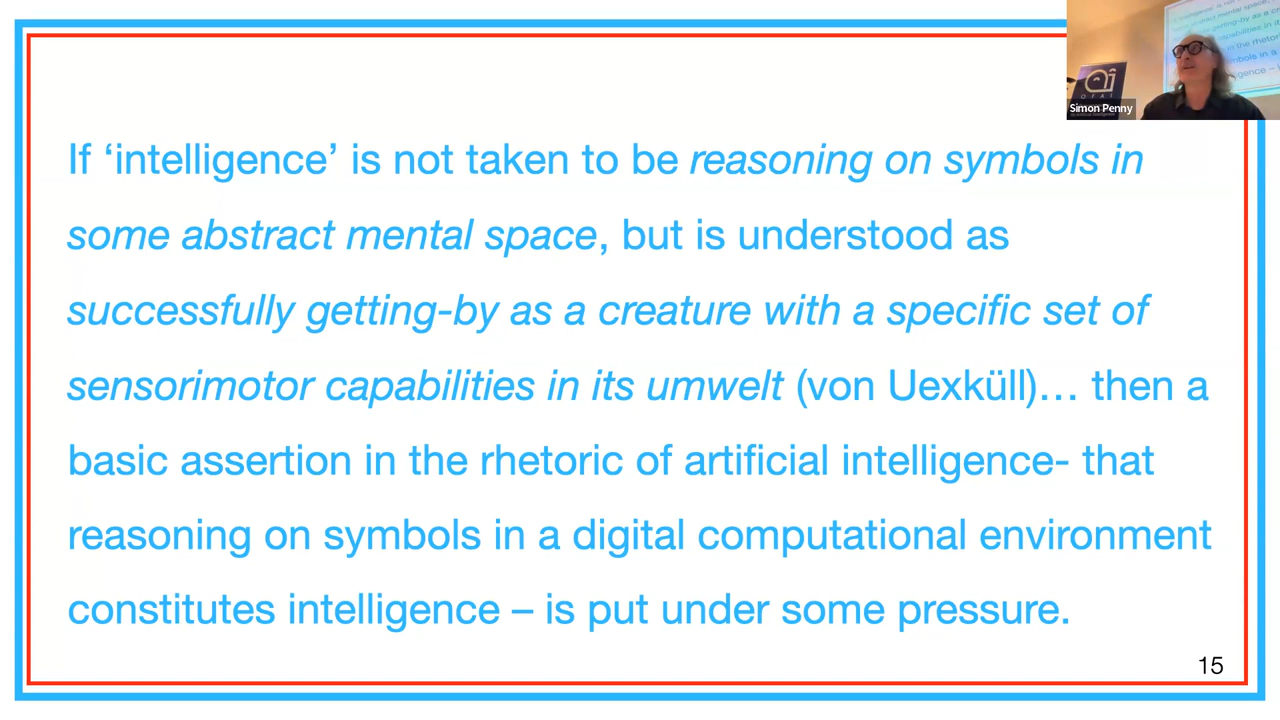 If ‘intelligence’ is not taken to be reasoning on symbols in
some abstract mental space, but is understood as
successfully getting-by as a creature with a specific set of
sensorimotor capabilities in its umwelt (von Uexküll)… then a
basic assertion in the rhetoric of artificial intelligence- that
reasoning on symbols in a digital computational environment
constitutes intelligence – is put under some pressure.
15
Simon Penny